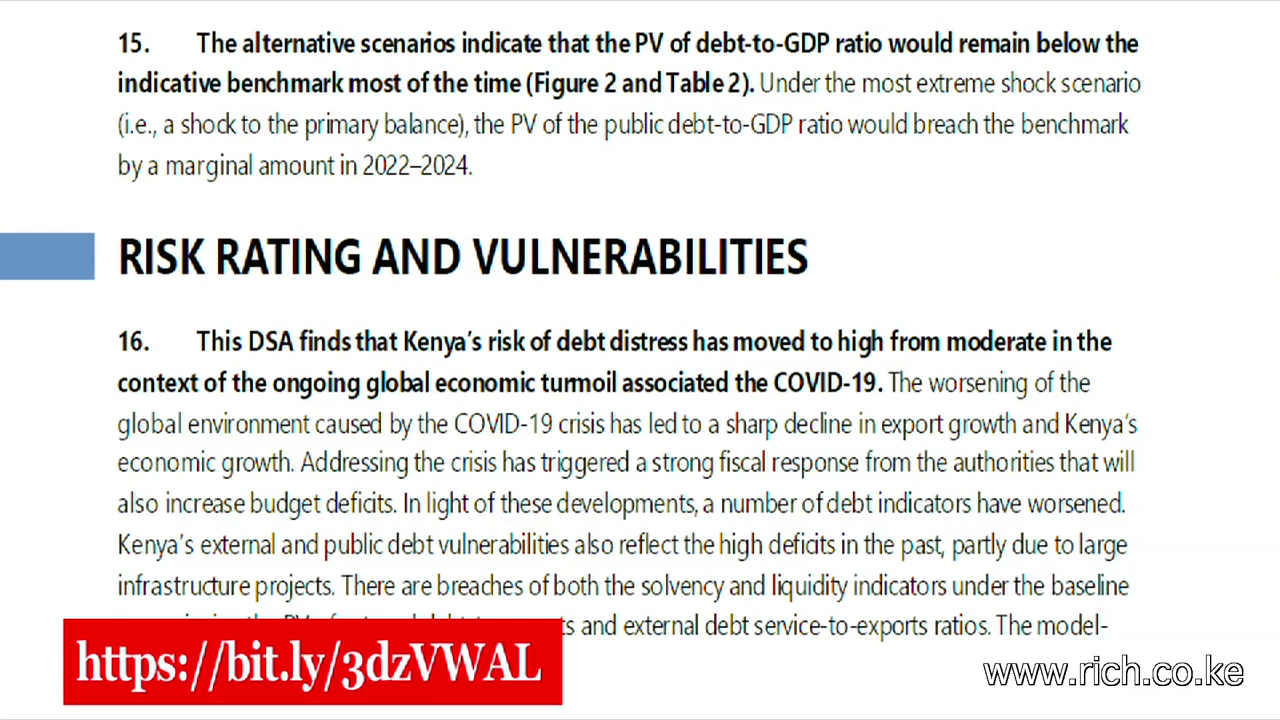 15. The alternative scenarios indicate that the PV of debt-to-GDP ratio would remain below the
indicative benchmark most of the time (Figure 2 and Table 2). Under the most extreme shock scenario
(i.e., a shock to the primary balance), the PV of the public debt-to-GDP ratio would breach the benchmark
by a marginal amount in 2022–2024.
RISK RATING AND VULNERABILITIES
16. This DSA finds that Kenya's risk of debt distress has moved to high from moderate in the
context of the ongoing global economic turmoil associated the COVID-19. The worsening of the
global environment caused by the COVID-19 crisis has led to a sharp decline in export growth and Kenya's
economic growth. Addressing the crisis has triggered a strong fiscal response from the authorities that will
also increase budget deficits. In light of these developments, a number of debt indicators have worsened.
Kenya's external and public debt vulnerabilities also reflect the high deficits in the past, partly due to large
infrastructure projects. There are breaches of both the solvency and liquidity indicators under the baseline
and external debt service-to-exports ratios. The model-
https://bit.ly/3dzVWAL
www.rich.co.ke